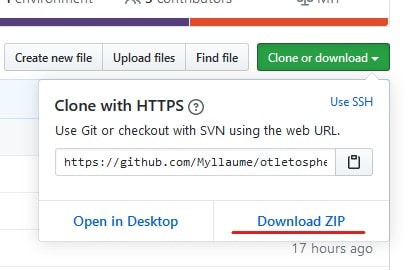 1 environment
5 contributors
MIT
Create new file
Upload files
Find file
Clone or download
Clone with HTTPS ?
Use SSH
Use Git or checkout with SVN using the web URL.
https://github.com/Myllaume/otletosphe
Open in Desktop
Download ZIP
17 hours ago